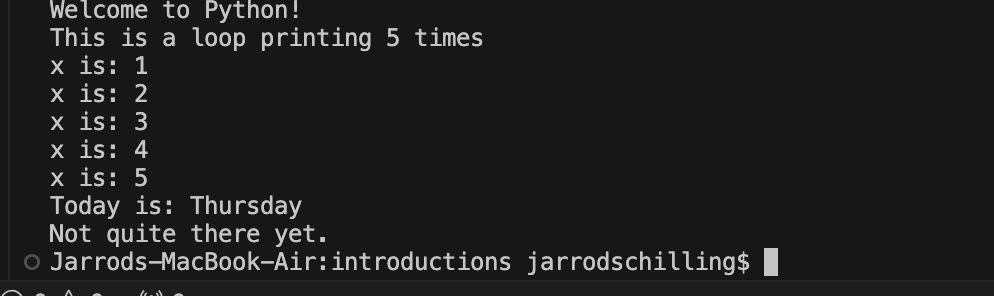 Welcome to Python!
This is a loop printing 5 times
x is: 1
x is: 2
x is: 3
x is: 4
x is: 5
Today is: Thursday
Not quite there yet.
Jarrods-MacBook-Air:introductions jarrodschilling$